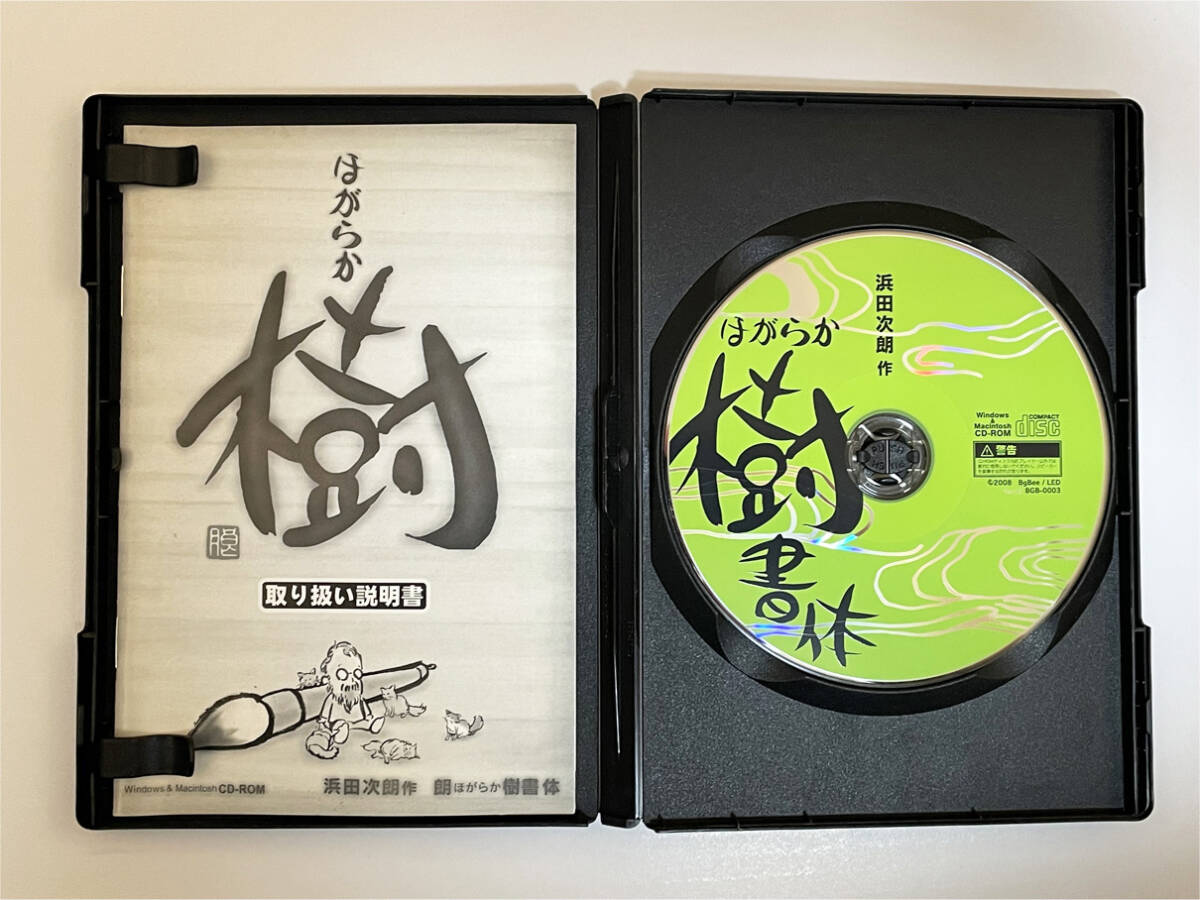 ほがらか
樹
取り扱い説明書
Windows & Macintosh CD-ROM
浜田次朗作 朗ほがらか樹書体
浜田次朗 作
ほがらか
樹書体
Windows
&
Macintosh
CD-ROM
COMPACT
disc
警告
©2008 BgBee / LED
BGB-0003